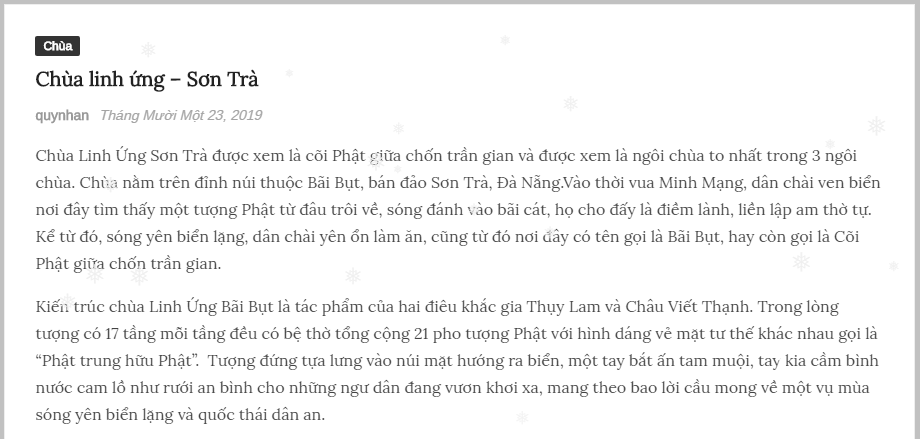 Chùa
Chùa linh ứng – Sơn Trà
quynhan Tháng Mười Một 23, 2019
Chùa Linh Ứng Sơn Trà được xem là cõi Phật giữa chốn trần gian và được xem là ngôi chùa to nhất trong 3 ngôi
chùa. Chùa nằm trên đỉnh núi thuộc Bãi Bụt, bán đảo Sơn Trà, Đà Nẵng.Vào thời vua Minh Mạng, dân chài ven biển
nơi đây tìm thấy một tượng Phật từ đâu trôi về, sóng đánh vào bãi cát, họ cho đấy là điềm lành, liền lập am thờ tự.
Kể từ đó, sóng yên biển lặng, dân chài yên ổn làm ăn, cũng từ đó nơi đây có tên gọi là Bãi Bụt, hay còn gọi là Cõi
Phật giữa chốn trần gian.
Kiến trúc chùa Linh Ứng Bãi Bụt là tác phẩm của hai điêu khắc gia Thụy Lam và Châu Viết Thạnh. Trong lòng
tượng có 17 tầng mỗi tầng đều có bệ thờ tổng cộng 21 pho tượng Phật với hình dáng vẻ mặt tư thế khác nhau gọi là
“Phật trung hữu Phật”.  Tượng đứng tựa lưng vào núi mặt hướng ra biển, một tay bắt ấn tam muội, tay kia cầm bình
nước cam lồ như rưới an bình cho những ngư dân đang vươn khơi xa, mang theo bao lời cầu mong về một vụ mùa
sóng yên biển lặng và quốc thái dân an.